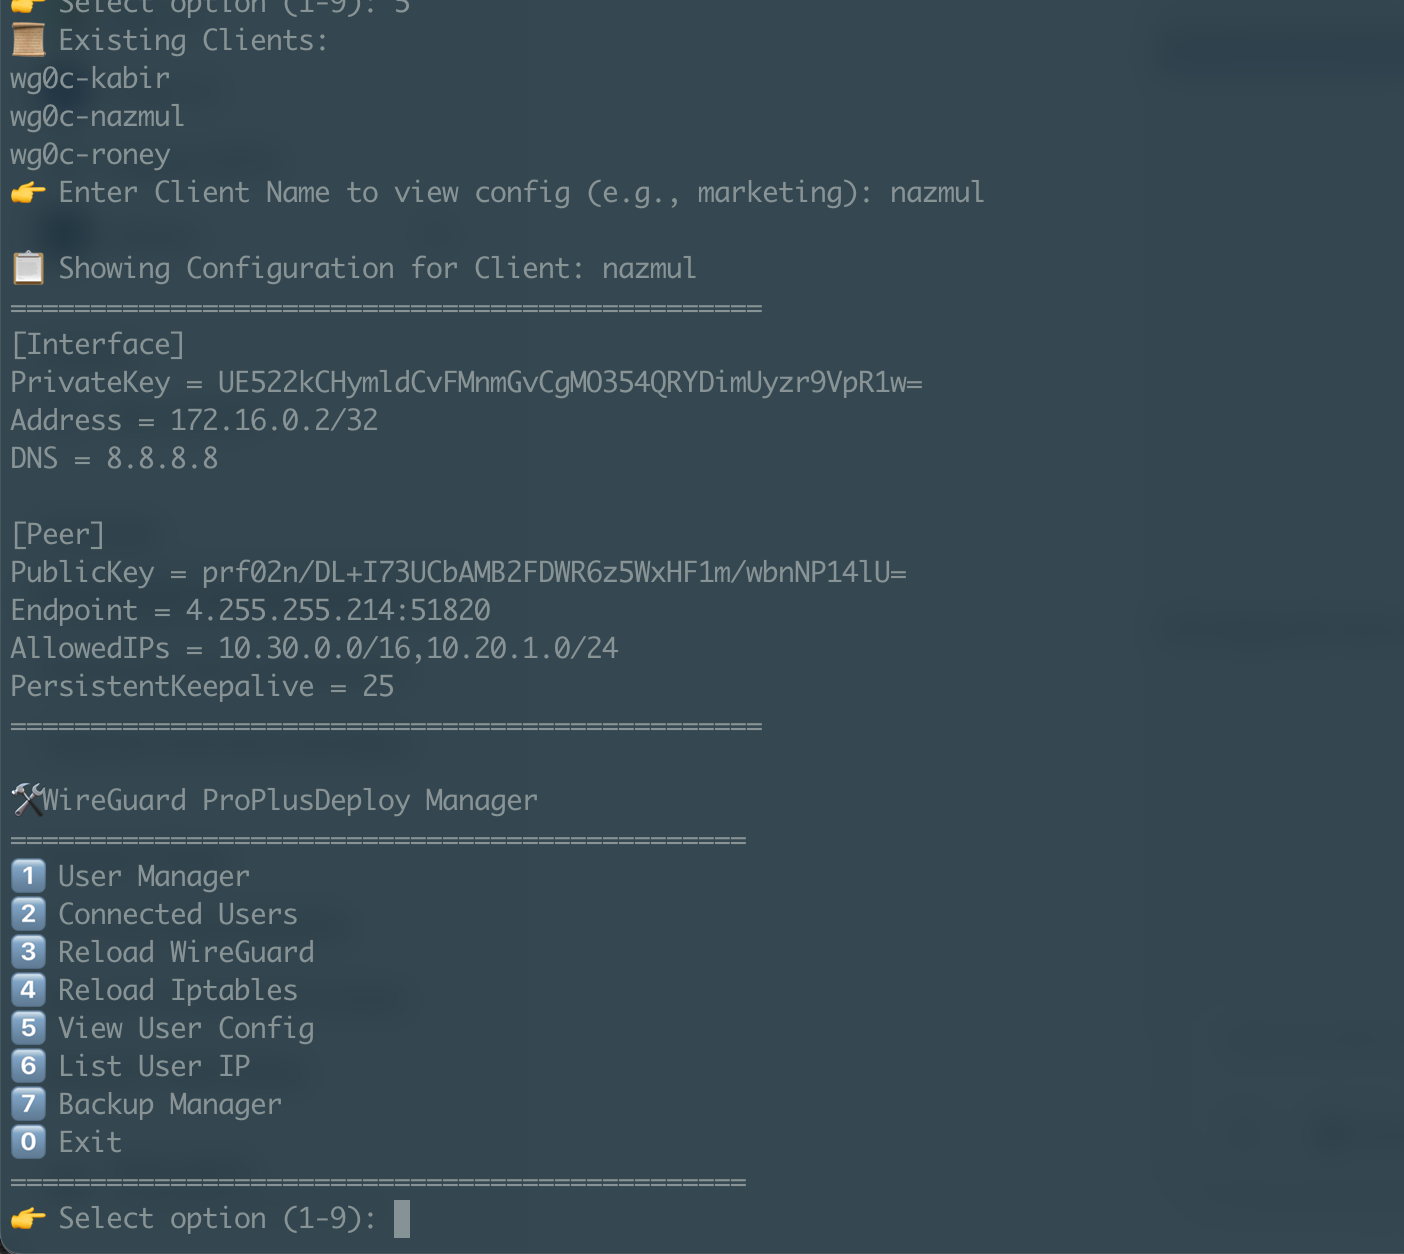 👉 Select option (1-9): 5
📜 Existing Clients:
wg0c-kabir
wg0c-nazmul
wg0c-roney
👉 Enter Client Name to view config (e.g., marketing): nazmul
📋 Showing Configuration for Client: nazmul
===============================================
[Interface]
PrivateKey = UE522kCHymldCvFMnmGvCgMO354QRYDimUyzr9VpR1w=
Address = 172.16.0.2/32
DNS = 8.8.8.8
[Peer]
PublicKey = prf02n/DL+I73UCbAMB2FDWR6z5WxHF1m/wbnNP14lU=
Endpoint = 4.255.255.214:51820
AllowedIPs = 10.30.0.0/16,10.20.1.0/24
PersistentKeepalive = 25
===============================================
🛠️WireGuard ProPlusDeploy Manager
==============================================
1️⃣ User Manager
2️⃣ Connected Users
3️⃣ Reload WireGuard
4️⃣ Reload Iptables
5️⃣ View User Config
6️⃣ List User IP
7️⃣ Backup Manager
0️⃣ Exit
==============================================
👉 Select option (1-9):